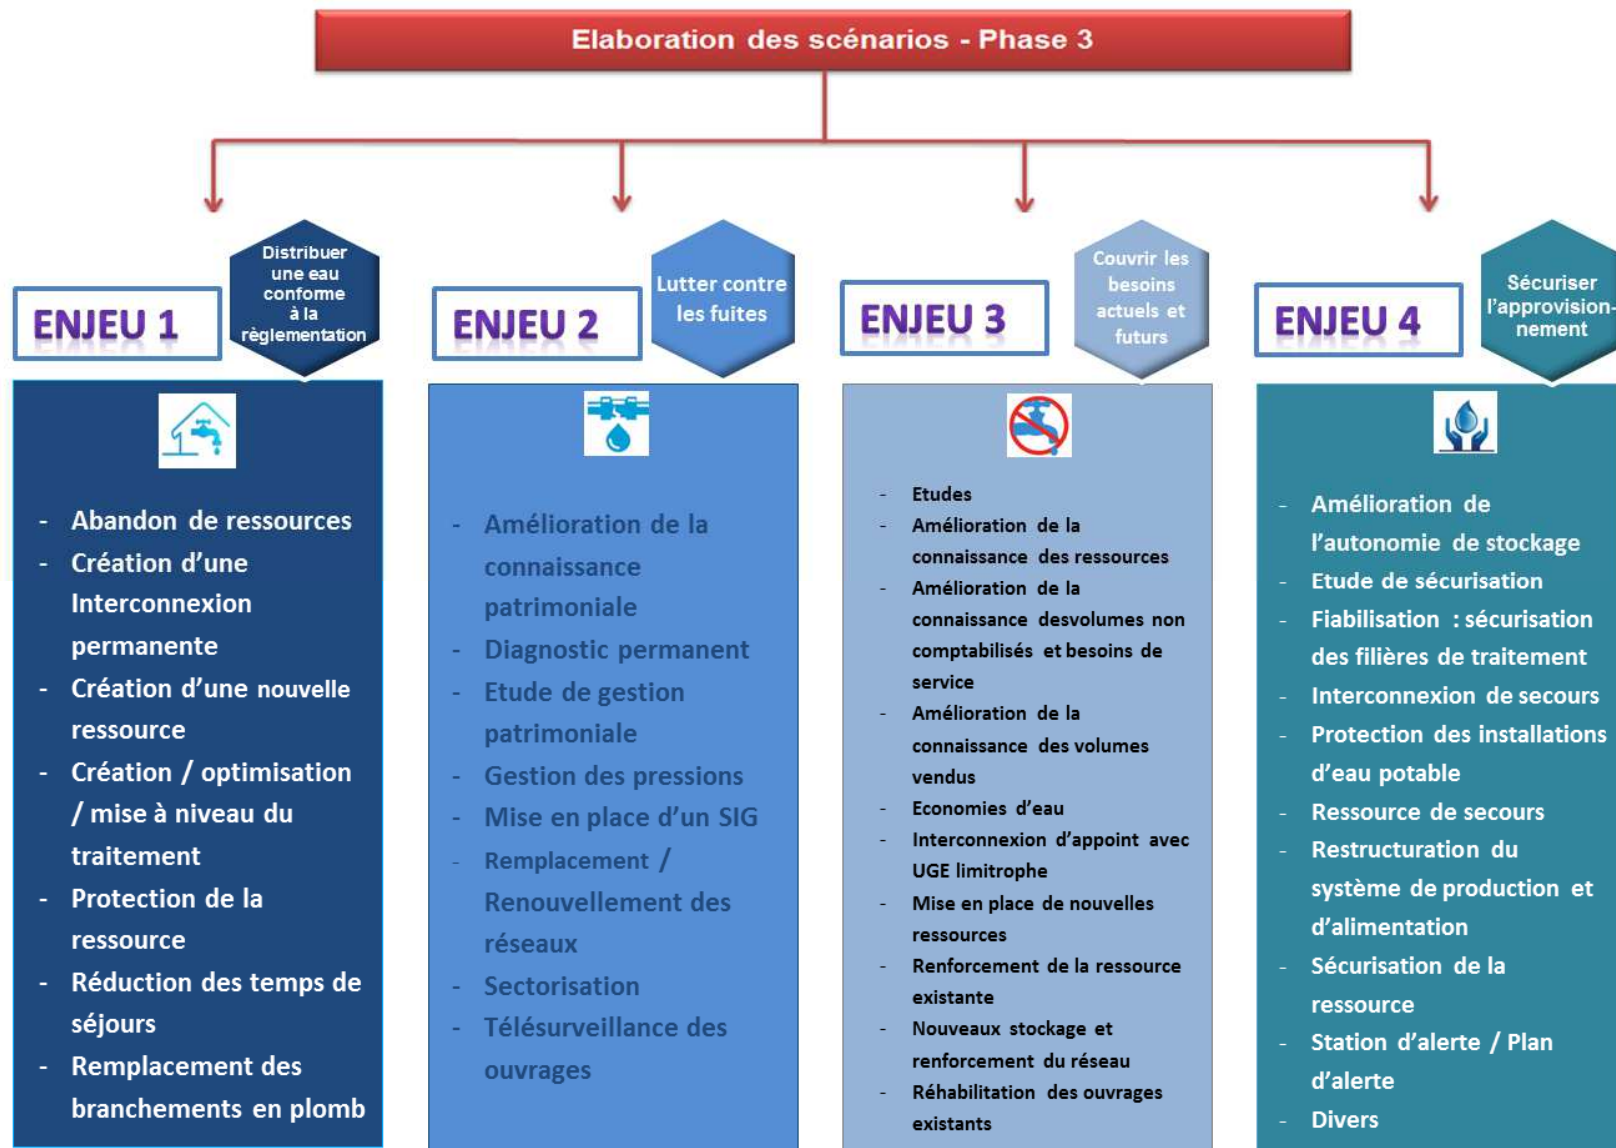 Elaboration des scénarios - Phase 3
ENJEU 1
Distribuer
une eau
conforme
à la
règlementation
- Abandon de ressources
- Création d'une
Interconnexion
permanente
- Création d'une nouvelle
ressource
- Création / optimisation
/ mise à niveau du
traitement
- Protection de la
ressource
- Réduction des temps de
séjours
- Remplacement des
branchements en plomb
ENJEU 2
Lutter contre
les fuites
- Amélioration de la
connaissance
patrimoniale
- Diagnostic permanent
- Etude de gestion
patrimoniale
- Gestion des pressions
- Mise en place d'un SIG
- Remplacement /
Renouvellement des
réseaux
- Sectorisation
- Télésurveillance des
ouvrages
ENJEU 3
Couvrir les
besoins
actuels et
futurs
- Etudes
- Amélioration de la
connaissance des ressources
- Amélioration de la
connaissance desvolumes non
comptabilisés et besoins de
service
- Amélioration de la
connaissance des volumes
vendus
- Economies d'eau
- Interconnexion d'appoint avec
UGE limitrophe
- Mise en place de nouvelles
ressources
- Renforcement de la ressource
existante
- Nouveaux stockage et
renforcement du réseau
- Réhabilitation des ouvrages
existants
ENJEU 4
Sécuriser
l'approvision-
nement
- Amélioration de
l'autonomie de stockage
- Etude de sécurisation
- Fiabilisation : sécurisation
des filières de traitement
- Interconnexion de secours
- Protection des installations
d'eau potable
- Ressource de secours
- Restructuration du
système de production et
d'alimentation
- Sécurisation de la
ressource
- Station d'alerte / Plan
d'alerte
- Divers